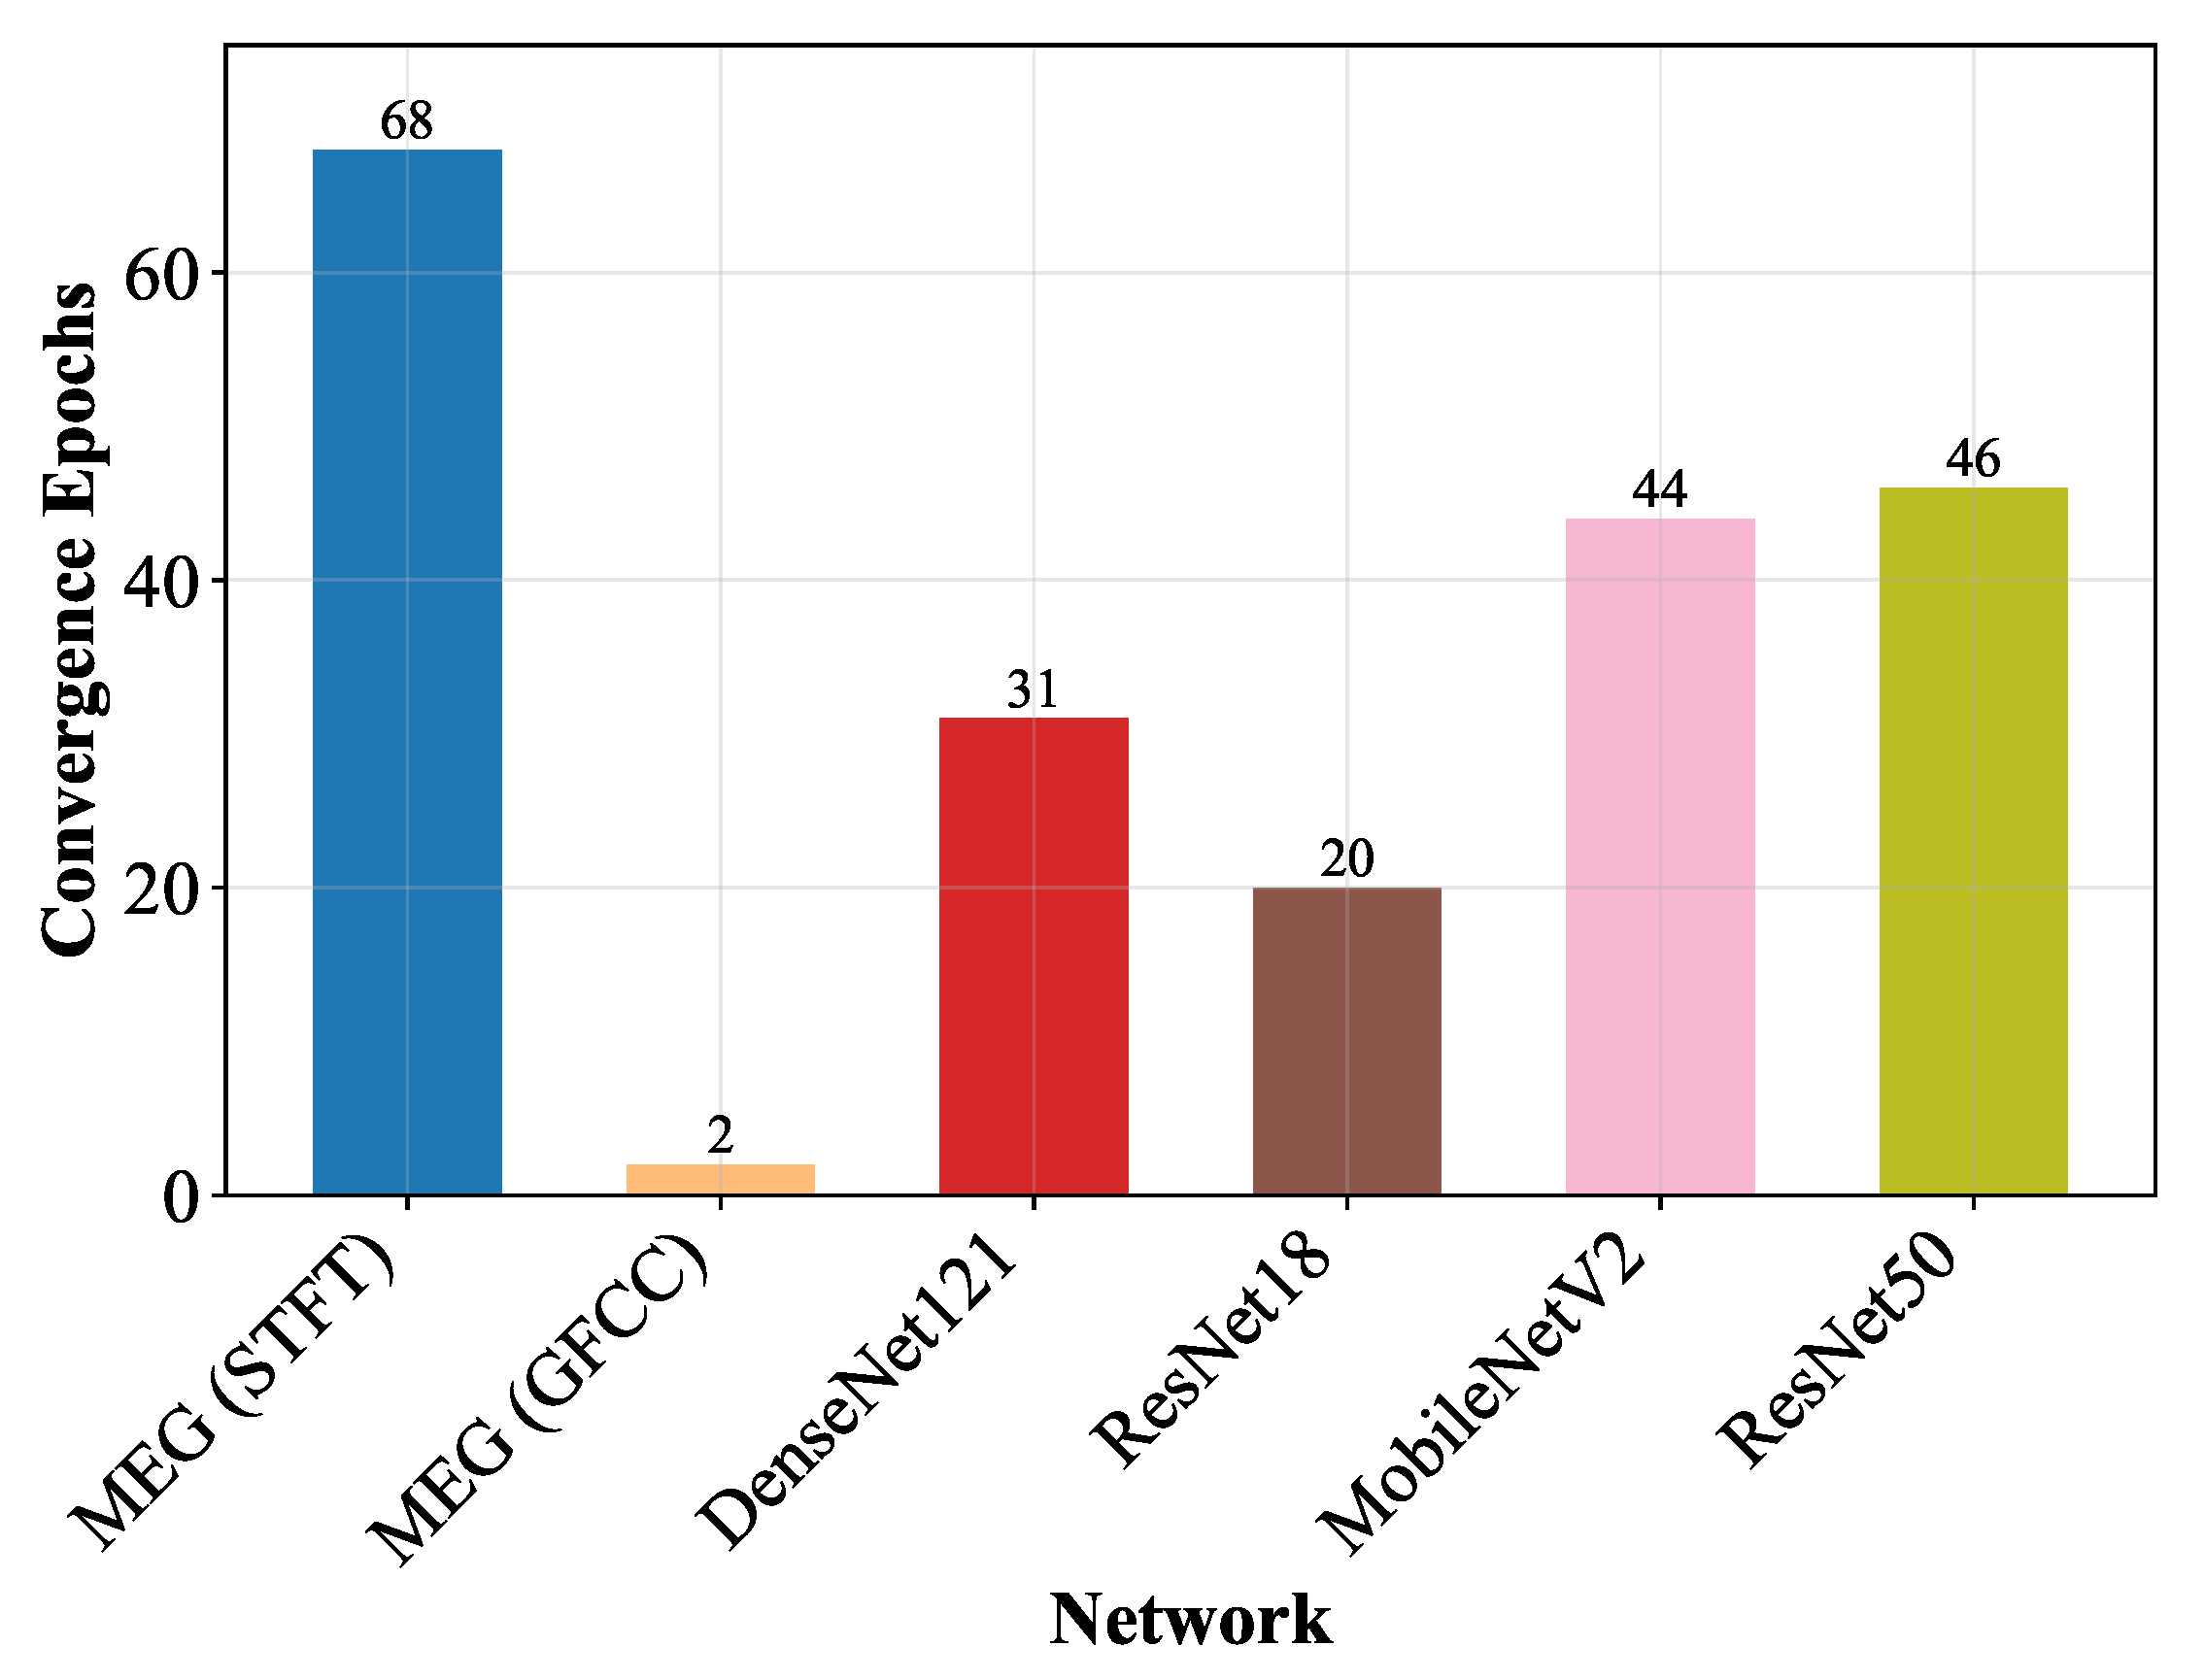 68
2
31
20
44
46
60
40
20
0
Convergence Epochs
MEG (STFT)
MEG (GFCC)
DenseNet121
ResNet18
MobileNetV2
ResNet50
Network